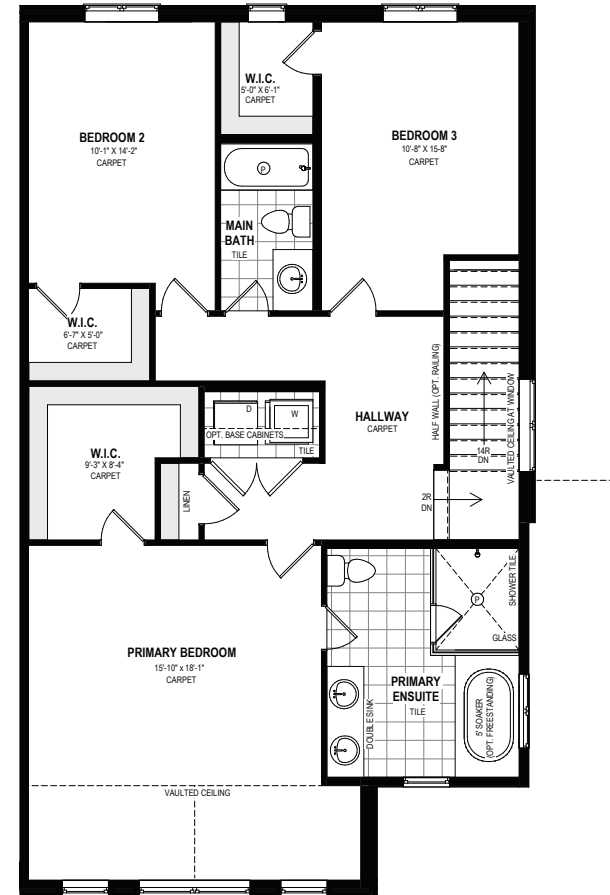 W.I.C.
5'-0" X 6'-1"
CARPET
BEDROOM 2
10'-1" X 14'-2"
CARPET
BEDROOM 3
10'-8" X 15-8"
CARPET
P
MAIN
BATH
TILE
W.I.C.
6'-7" X 5'-0"
CARPET
D
W
OPT. BASE CABINETS
TILE
HALLWAY
CARPET
HALF WALL (OPT. RAILING)
14R
DN
VAULTED CEILING AT WINDOW
W.I.C.
9'-3" X 8'-4"
CARPET
LINEN
2R
DN
SHOWER TILE
P
GLASS
PRIMARY BEDROOM
15'-10" x 18'-1"
CARPET
PRIMARY
ENSUITE
TILE
DOUBLE SINK
5' SOAKER
(OPT. FREESTANDING)
VAULTED CEILING